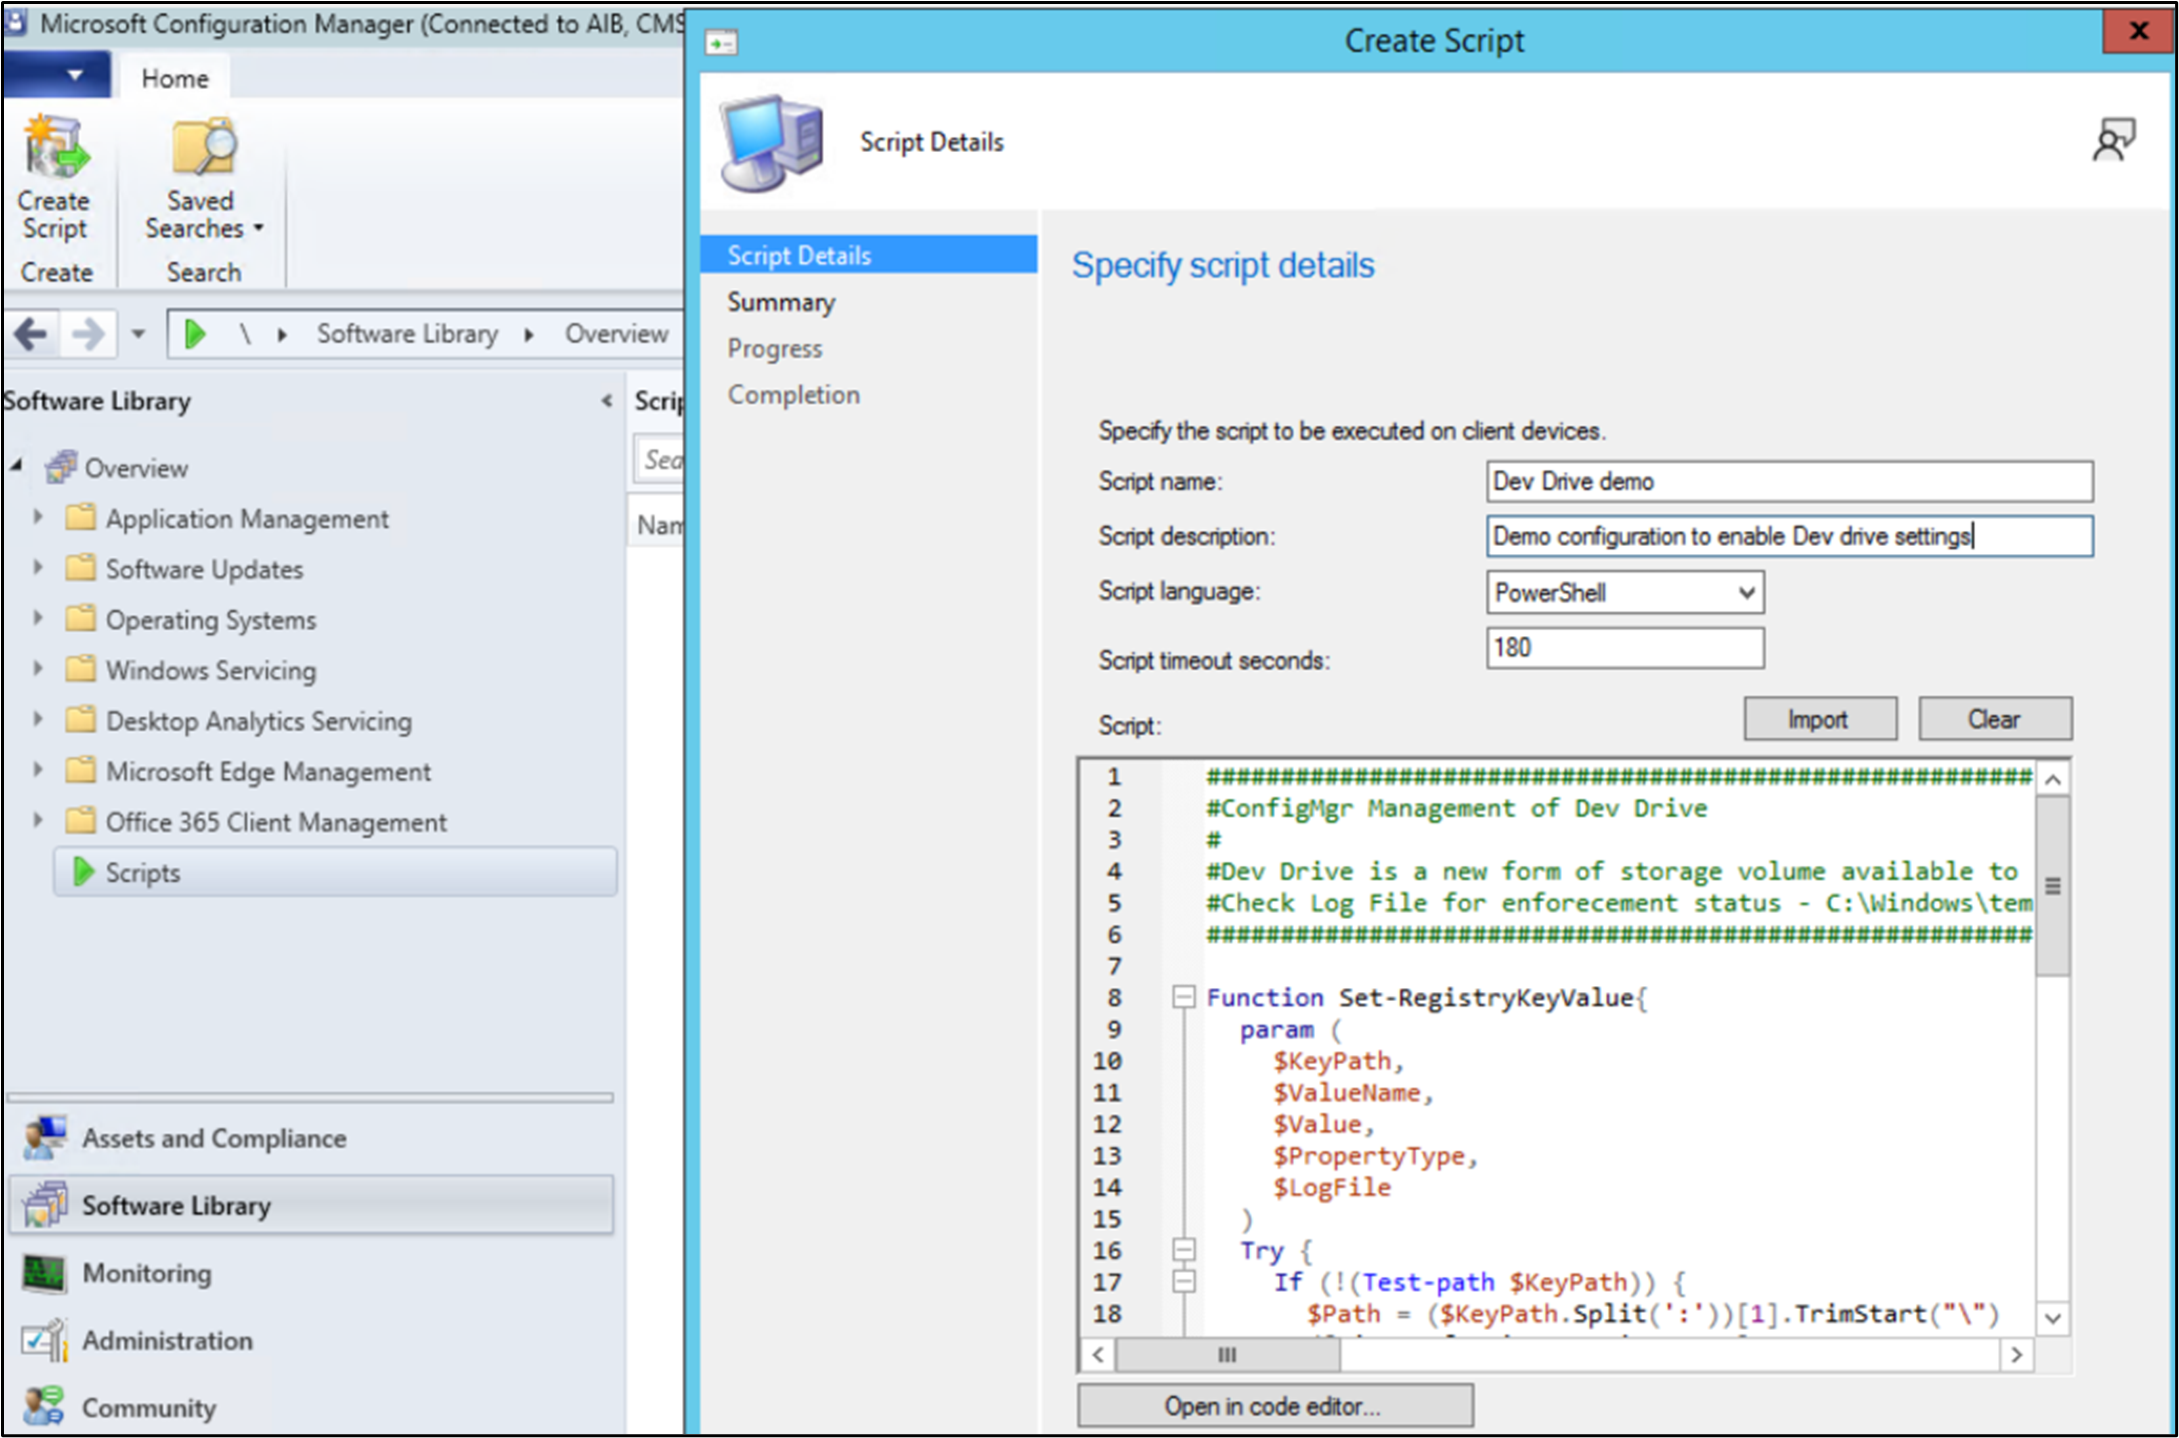 Microsoft Configuration Manager (Connected to AIB, CMS
Home
Create Script
Saved Searches
Create
Search
\ Software Library Overview
Software Library
Overview
Application Management
Software Updates
Operating Systems
Windows Servicing
Desktop Analytics Servicing
Microsoft Edge Management
Office 365 Client Management
Scripts
Assets and Compliance
Software Library
Monitoring
Administration
Community
Scrip
Sea
Nam
Create Script
x
Script Details
Script Details
Summary
Progress
Completion
Specify script details
Specify the script to be executed on client devices.
Script name: Dev Drive demo
Script description: Demo configuration to enable Dev drive settings
Script language: PowerShell
Script timeout seconds: 180
Script: Import Clear
1 ########################################################
2 #ConfigMgr Management of Dev Drive
3 #
4 #Dev Drive is a new form of storage volume available to
5 #Check Log File for enforecement status - C:\Windows\tem
6 ########################################################
7
8 Function Set-RegistryKeyValue{
9 param (
10 $KeyPath,
11 $ValueName,
12 $Value,
13 $PropertyType,
14 $LogFile
15 )
16 Try {
17 If (!(Test-path $KeyPath)) {
18 $Path = ($KeyPath.Split(':'))[1].TrimStart("\")
Open in code editor...